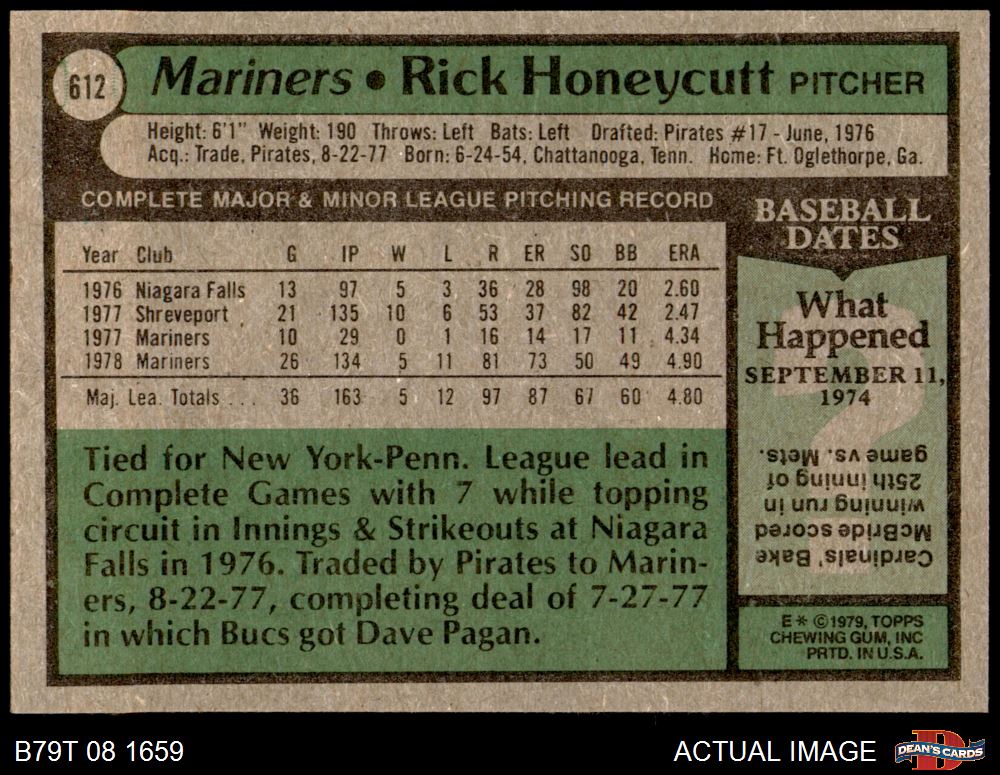 612
Mariners • Rick Honeycutt PITCHER
Height: 6'1" Weight: 190 Throws: Left Bats: Left Drafted: Pirates #17 - June, 1976
Acq.: Trade, Pirates, 8-22-77 Born: 6-24-54, Chattanooga, Tenn. Home: Ft. Oglethorpe, Ga.
COMPLETE MAJOR & MINOR LEAGUE PITCHING RECORD
Year Club G IP W L R ER SO BB ERA
1976 Niagara Falls 13 97 5 3 36 28 98 20 2.60
1977 Shreveport 21 135 10 6 53 37 82 42 2.47
1977 Mariners 10 29 0 1 16 14 17 11 4.34
1978 Mariners 26 134 5 11 81 73 50 49 4.90
Maj. Lea. Totals . . . 36 163 5 12 97 87 67 60 4.80
Tied for New York-Penn. League lead in
Complete Games with 7 while topping
circuit in Innings & Strikeouts at Niagara
Falls in 1976. Traded by Pirates to Marin-
ers, 8-22-77, completing deal of 7-27-77
in which Bucs got Dave Pagan.
BASEBALL
DATES
2
What
Happened
SEPTEMBER 11,
1974
Cardinals' Bake
McBride scored
winning run in
25th inning of
game vs. Mets.
E * © 1979, TOPPS
CHEWING GUM, INC
PRTD. IN U.S.A.
B79T 08 1659
ACTUAL IMAGE
D
DEAN'S CARDS